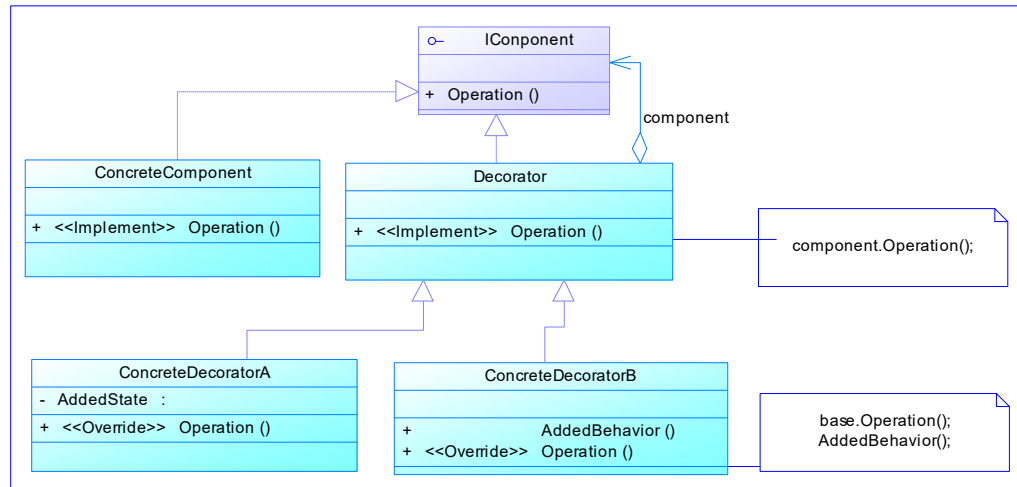 IConponent
+ Operation ()
component
ConcreteComponent
+ <<Implement>> Operation ()
Decorator
+ <<Implement>> Operation ()
component.Operation();
ConcreteDecoratorA
- AddedState :
+ <<Override>> Operation ()
ConcreteDecoratorB
+ AddedBehavior ()
+ <<Override>> Operation ()
base.Operation();
AddedBehavior();